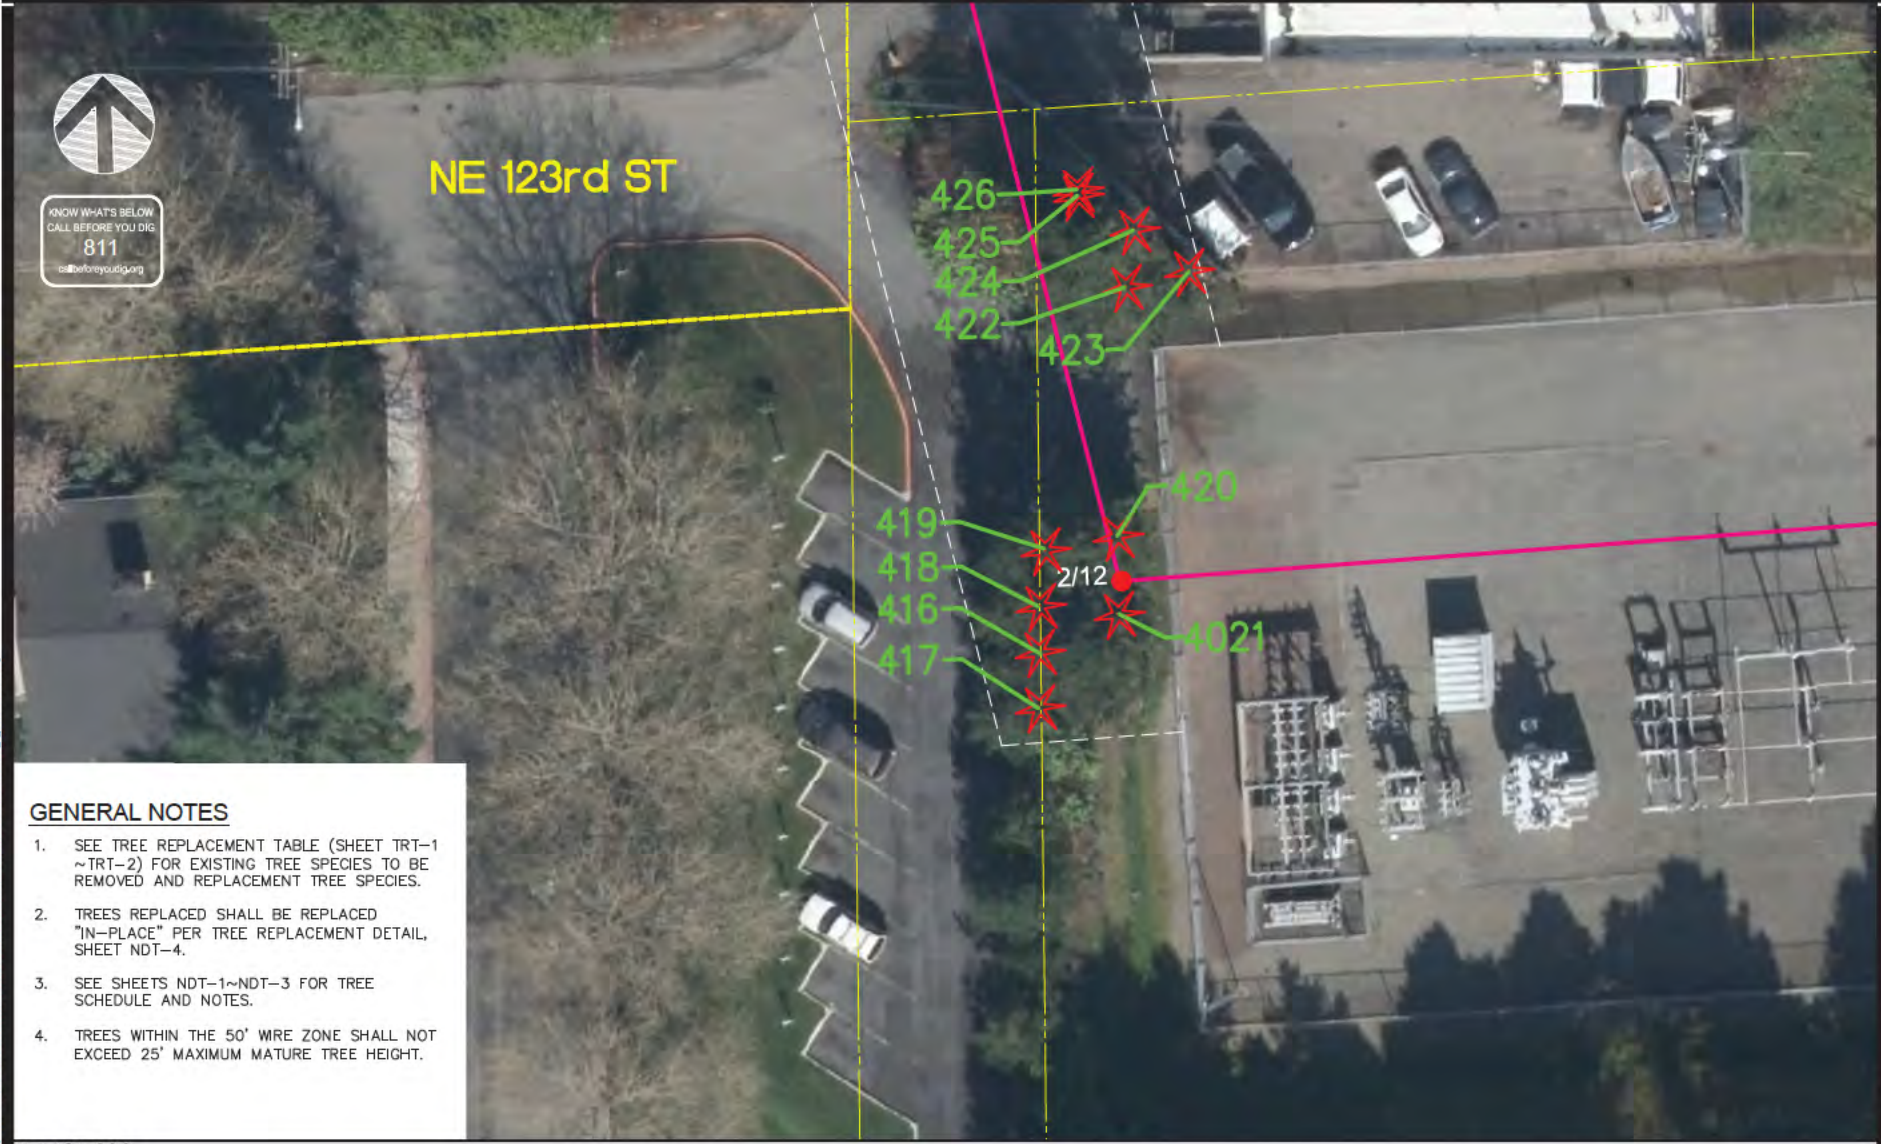 NE 123rd ST
KNOW WHAT'S BELOW
CALL BEFORE YOU DIG
811
callbeforeyoudig.org
426
425
424
422
423
420
419
418
2/12
416
4021
417
GENERAL NOTES
1. SEE TREE REPLACEMENT TABLE (SHEET TRT-1
~TRT-2) FOR EXISTING TREE SPECIES TO BE
REMOVED AND REPLACEMENT TREE SPECIES.
2. TREES REPLACED SHALL BE REPLACED
"IN-PLACE" PER TREE REPLACEMENT DETAIL,
SHEET NDT-4.
3. SEE SHEETS NDT-1~NDT-3 FOR TREE
SCHEDULE AND NOTES.
4. TREES WITHIN THE 50' WIRE ZONE SHALL NOT
EXCEED 25' MAXIMUM MATURE TREE HEIGHT.